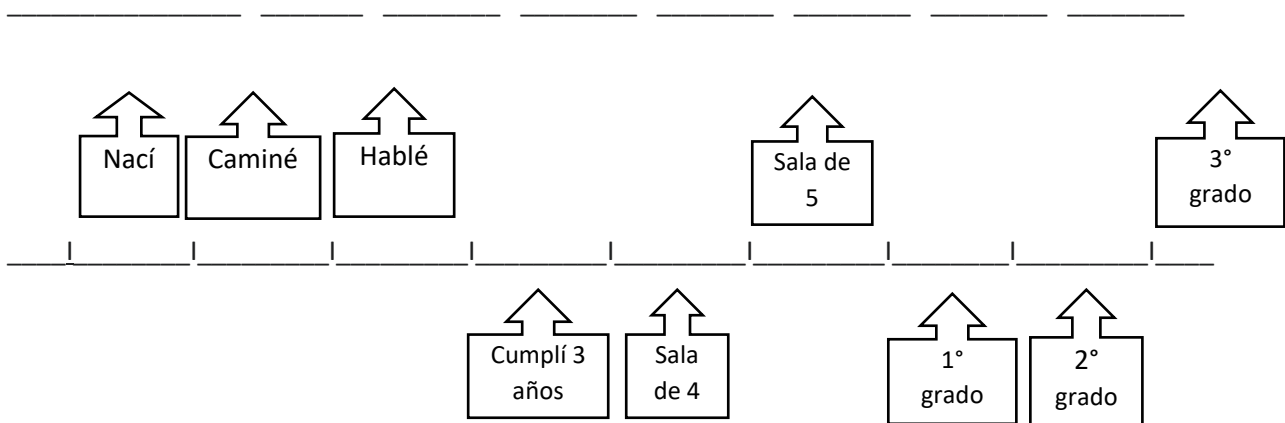 Nací
Caminé
Hablé
Sala de
5
3°
grado
Cumplí 3
años
Sala
de 4
1°
grado
2°
grado